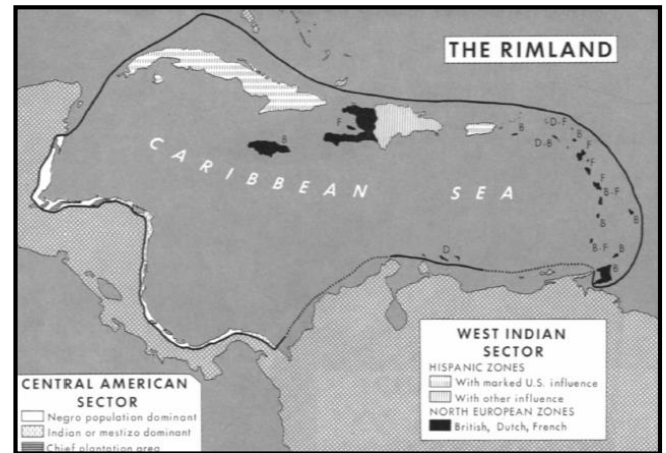 THE RIMLAND
CARIBBEAN SEA
B
F
B
D-F
D-B
B
F
F
F
B-F
B
B
B-F
B
B
D
WEST INDIAN
SECTOR
HISPANIC ZONES
With marked U.S. influence
With other influence
NORTH EUROPEAN ZONES
British, Dutch, French
CENTRAL AMERICAN
SECTOR
Negro population dominant
Indian or mestizo dominant
Chief plantation area